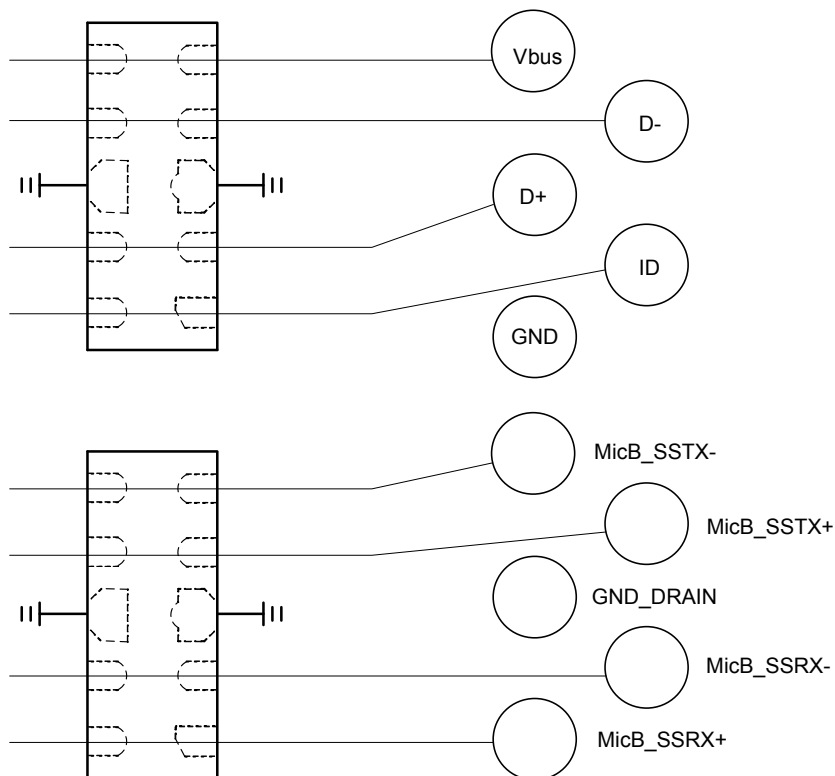 Vbus
D-
D+
ID
GND
MicB_SSTX-
MicB_SSTX+
GND_DRAIN
MicB_SSRX-
MicB_SSRX+